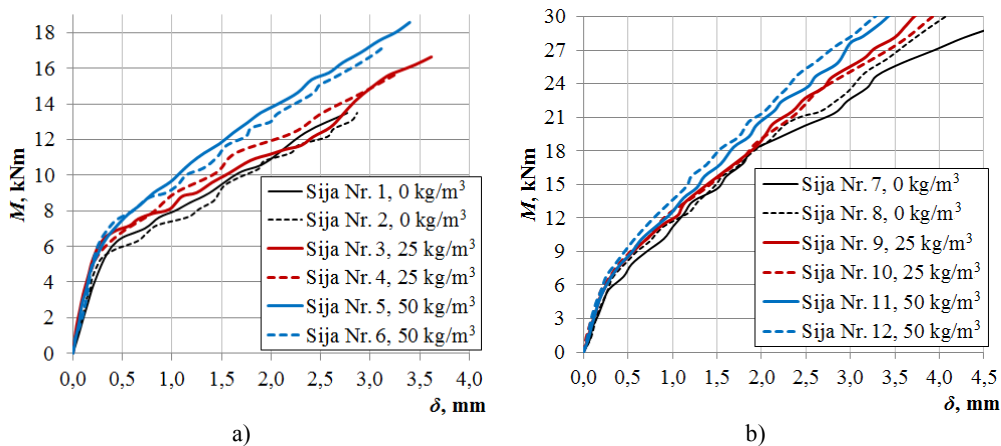 M, kNm
18
16
14
12
10
8
6
4
2
0
0,0 0,5 1,0 1,5 2,0 2,5 3,0 3,5 4,0
δ, mm
Sija Nr. 1, 0 kg/m³
Sija Nr. 2, 0 kg/m³
Sija Nr. 3, 25 kg/m³
Sija Nr. 4, 25 kg/m³
Sija Nr. 5, 50 kg/m³
Sija Nr. 6, 50 kg/m³
a)
M, kNm
30
27
24
21
18
15
12
9
6
3
0
0,0 0,5 1,0 1,5 2,0 2,5 3,0 3,5 4,0 4,5
δ, mm
Sija Nr. 7, 0 kg/m³
Sija Nr. 8, 0 kg/m³
Sija Nr. 9, 25 kg/m³
Sija Nr. 10, 25 kg/m³
Sija Nr. 11, 50 kg/m³
Sija Nr. 12, 50 kg/m³
b)